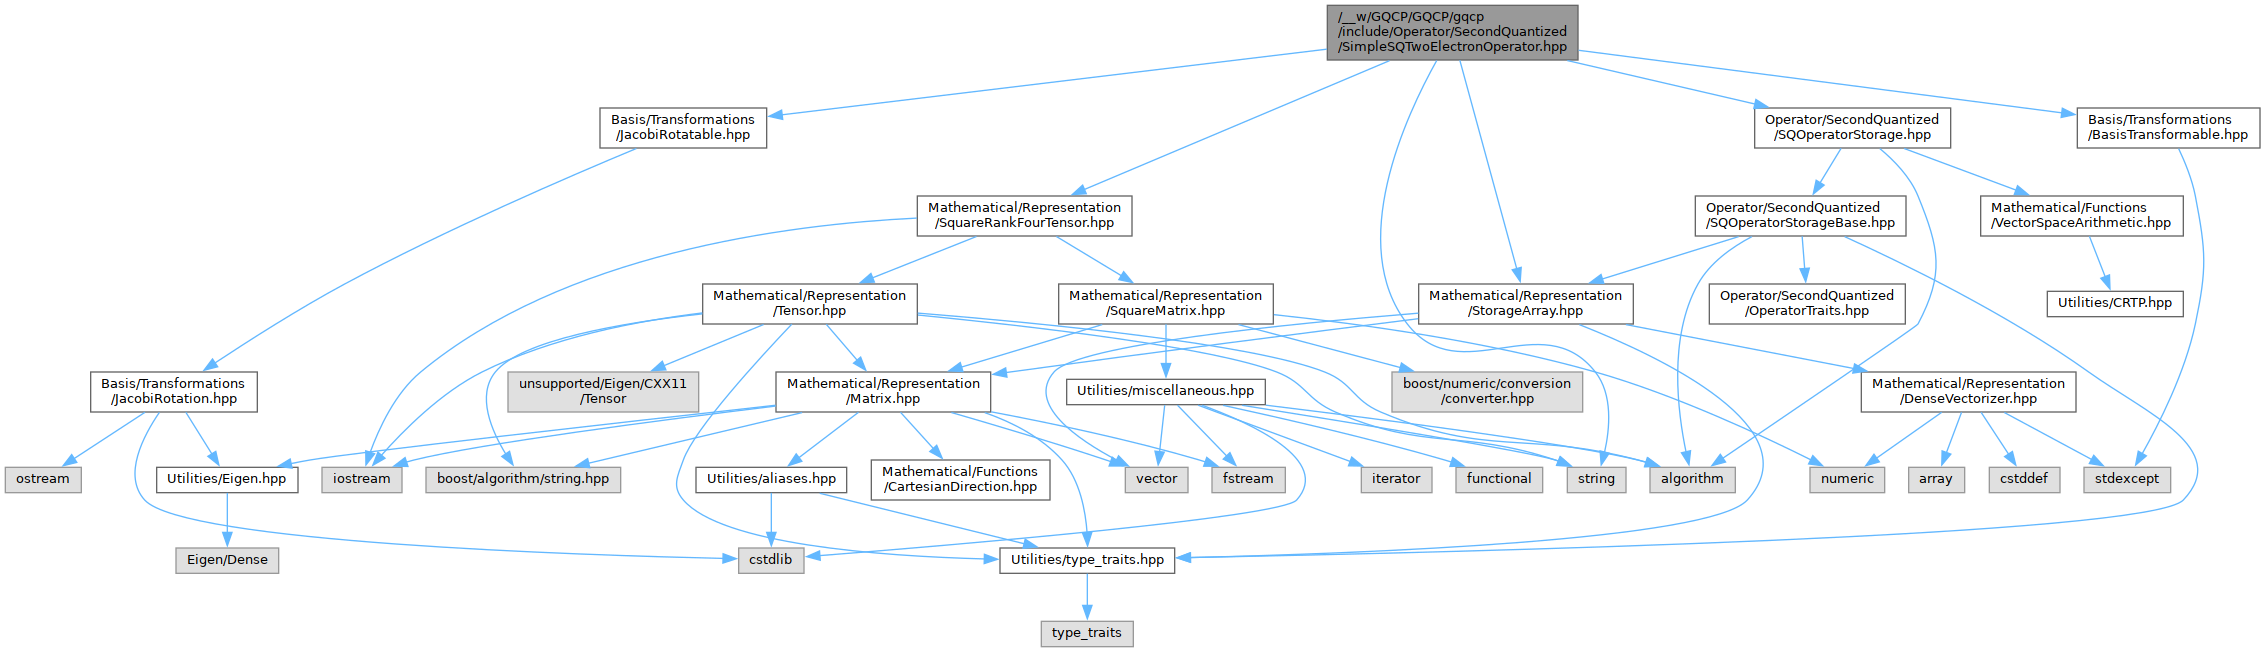 /__w/GQCP/GQCP/gqcp
/include/Operator/SecondQuantized
/SimpleSQTwoElectronOperator.hpp
Basis/Transformations
/JacobiRotatable.hpp
Operator/SecondQuantized
/SQOperatorStorage.hpp
Basis/Transformations
/BasisTransformable.hpp
Mathematical/Representation
/SquareRankFourTensor.hpp
Operator/SecondQuantized
/SQOperatorStorageBase.hpp
Mathematical/Functions
/VectorSpaceArithmetic.hpp
Mathematical/Representation
/Tensor.hpp
Mathematical/Representation
/SquareMatrix.hpp
Mathematical/Representation
/StorageArray.hpp
Operator/SecondQuantized
/OperatorTraits.hpp
Utilities/CRTP.hpp
Basis/Transformations
/JacobiRotation.hpp
unsupported/Eigen/CXX11
/Tensor
Mathematical/Representation
/Matrix.hpp
Utilities/miscellaneous.hpp
boost/numeric/conversion
/converter.hpp
Mathematical/Representation
/DenseVectorizer.hpp
ostream
Utilities/Eigen.hpp
iostream
boost/algorithm/string.hpp
Utilities/aliases.hpp
Mathematical/Functions
/CartesianDirection.hpp
vector
fstream
iterator
functional
string
algorithm
numeric
array
cstddef
stdexcept
Eigen/Dense
cstdlib
Utilities/type_traits.hpp
type_traits